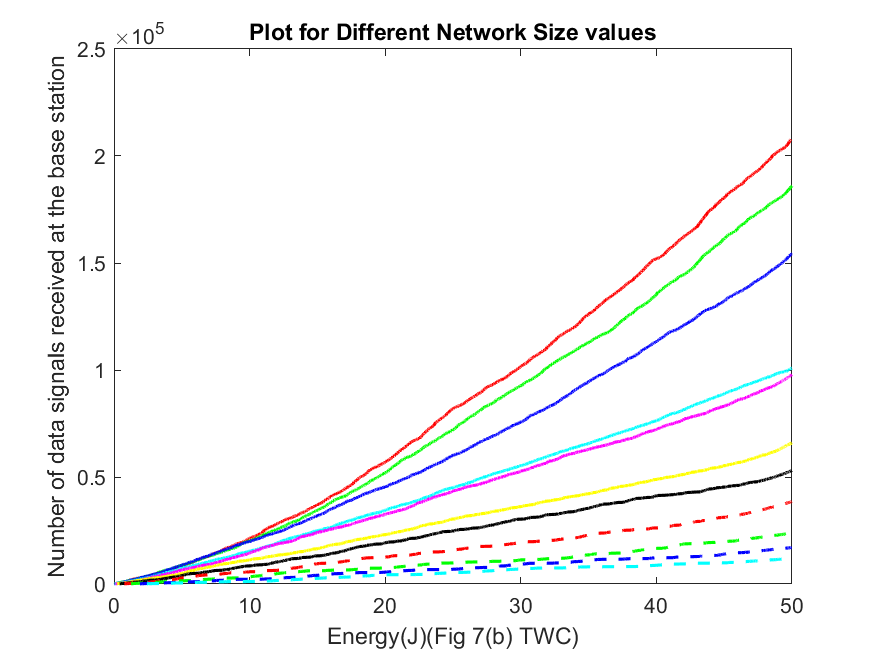 Plot for Different Network Size values
×10^5
2.5
2
1.5
1
0.5
0
Number of data signals received at the base station
0 10 20 30 40 50
Energy(J)(Fig 7(b) TWC)